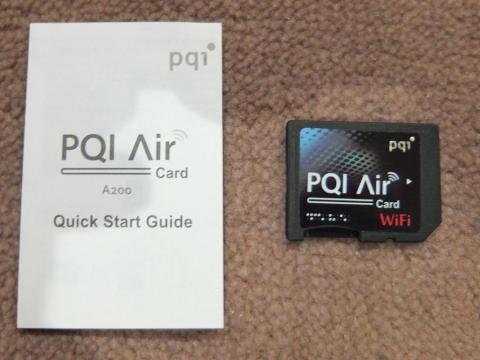 pqi
PQI Air
Card
A200
Quick Start Guide
pqi
PQI Air
Card
WiFi